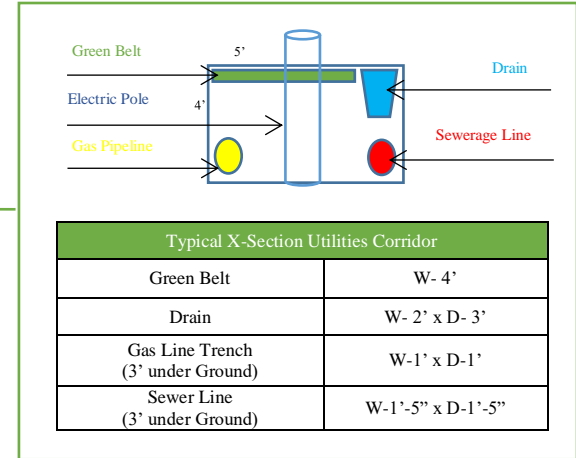 Green Belt
5’
Drain
Electric Pole
4’
Sewerage Line
Gas Pipeline
Typical X-Section Utilities Corridor
Green Belt W- 4’
Drain W- 2’ x D- 3’
Gas Line Trench
(3’ under Ground) W-1’ x D-1’
Sewer Line
(3’ under Ground) W-1’-5” x D-1’-5”